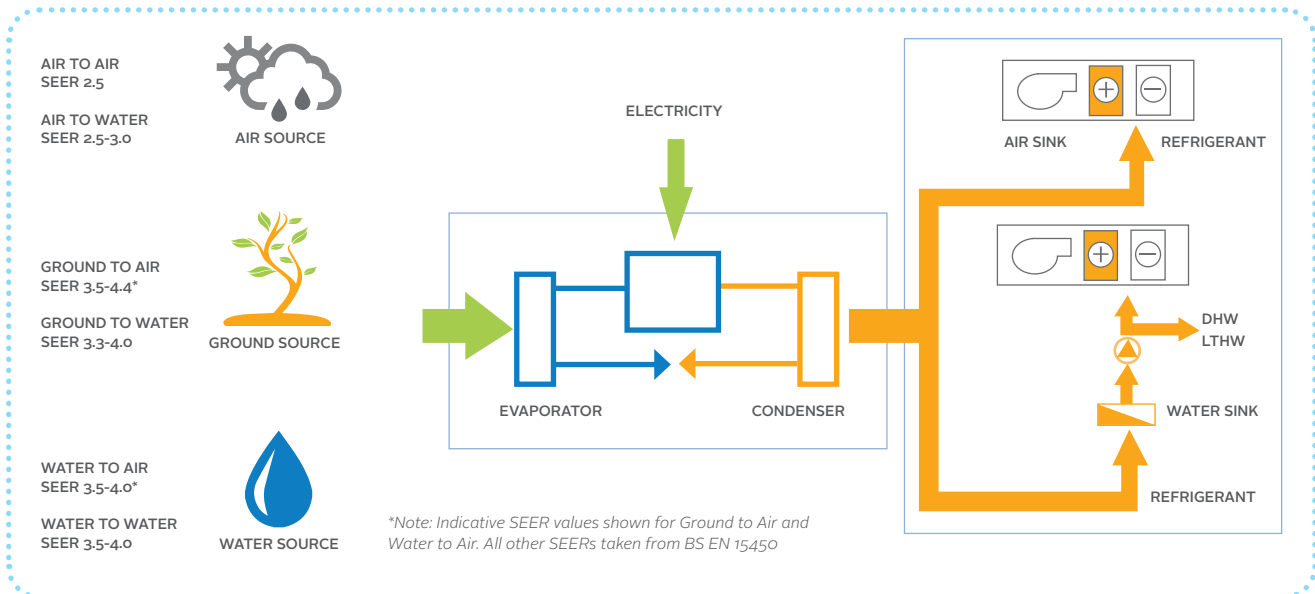 AIR TO AIR
SEER 2.5
AIR TO WATER
SEER 2.5-3.0
AIR SOURCE
GROUND TO AIR
SEER 3.5-4.4*
GROUND TO WATER
SEER 3.3-4.0
GROUND SOURCE
WATER TO AIR
SEER 3.5-4.0*
WATER TO WATER
SEER 3.5-4.0
WATER SOURCE
ELECTRICITY
EVAPORATOR
CONDENSER
*Note: Indicative SEER values shown for Ground to Air and
Water to Air. All other SEERs taken from BS EN 15450
AIR SINK
REFRIGERANT
DHW
LTHW
WATER SINK
REFRIGERANT